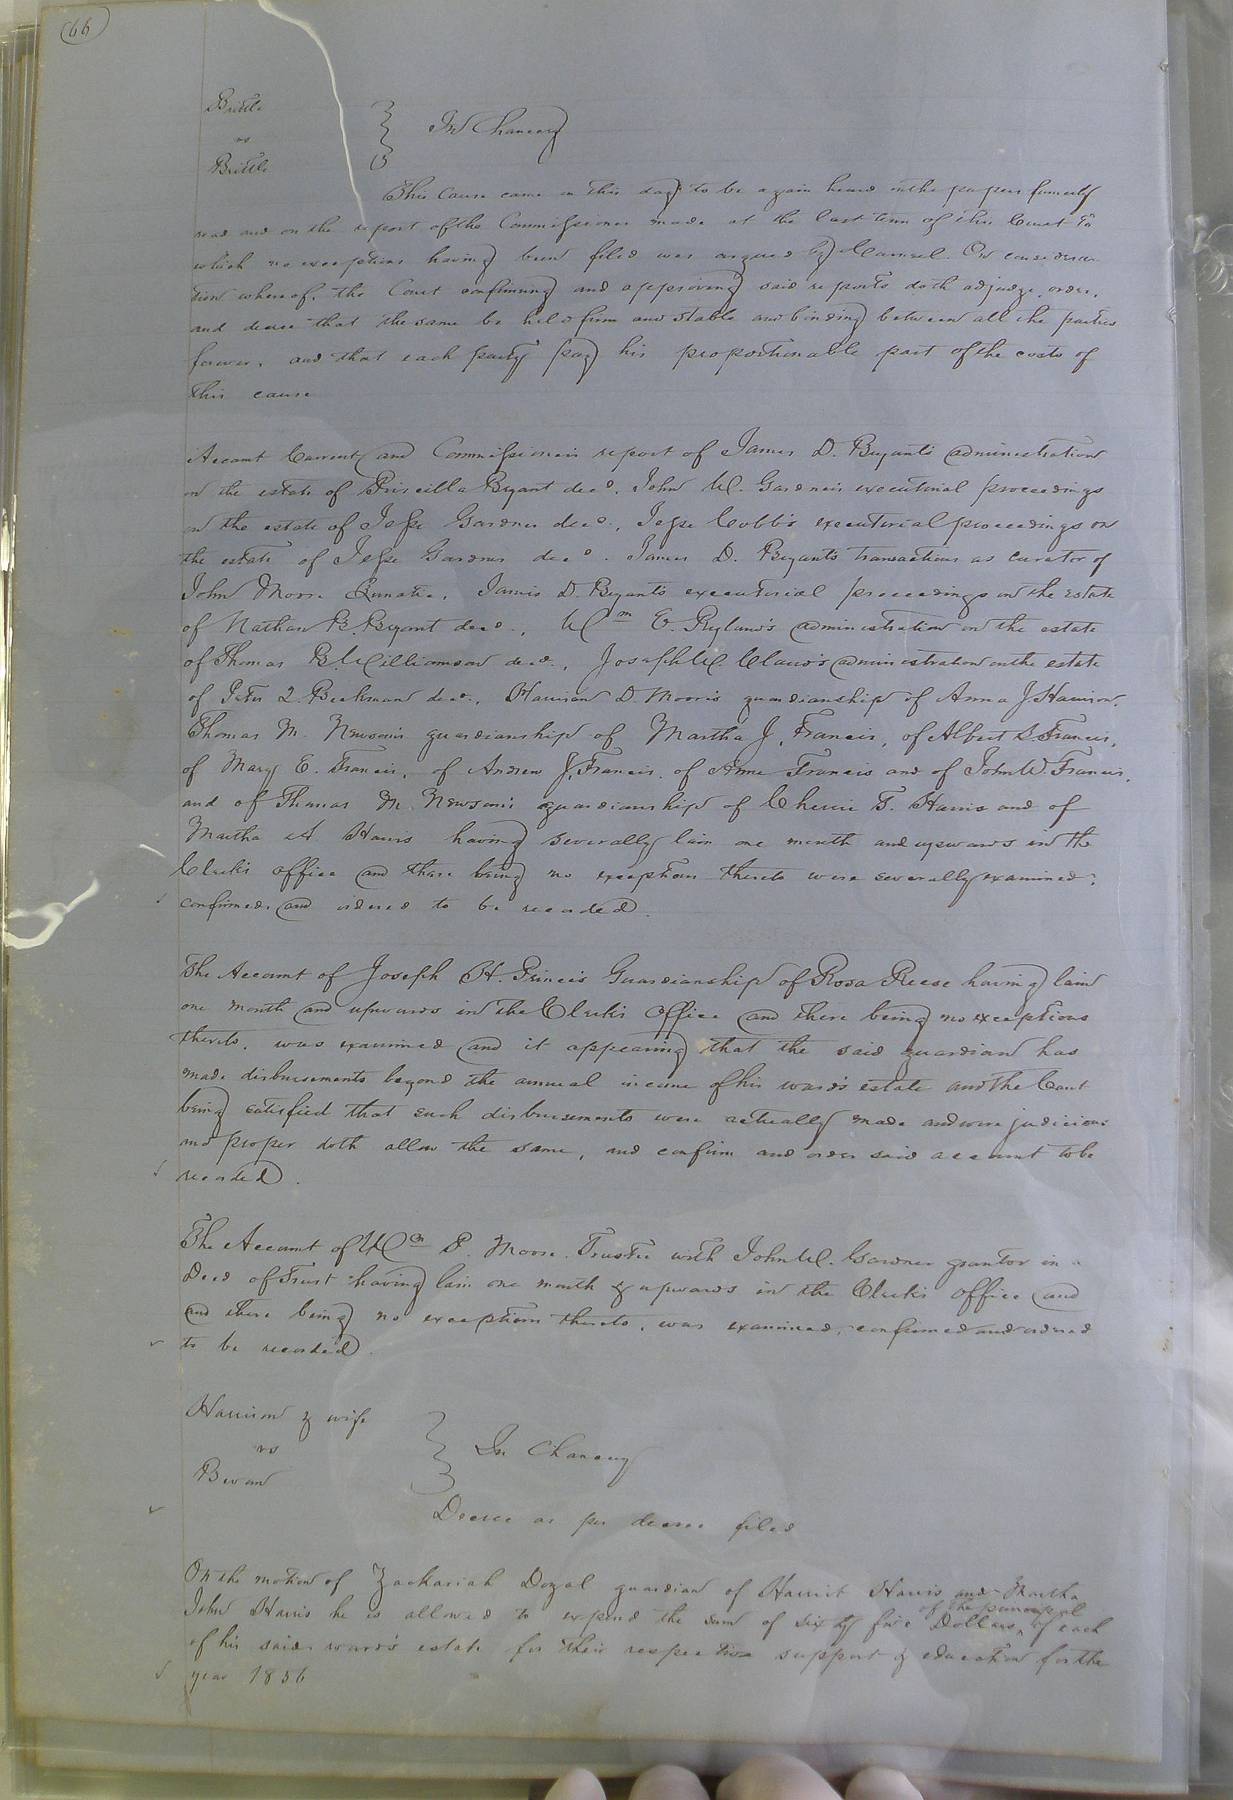 66
Brittle
vs
Brittle
In Chancery
This Cause came on this day to be again heard on the papers formerly
read and on the report of the Commissioner made at the last term of this Court to
which no exceptions having been filed was argued by Counsel. On considera-
tion whereof, the Court confirming and approving said reports doth adjudge, order,
and decree that the same be held firm and stable and binding between all the parties
forever, and that each party pay his proportionable part of the costs of
this cause
Account Current and Commissioner's report of James D. Bryant's administration
on the estate of Priscilla Bryant decd. John W. Gardner's executorial proceedings
on the estate of Jesse Gardner decd., Jesse Cobb's executorial proceedings on
the estate of Jesse Gardner decd. James D. Bryant's transactions as curator of
John Moore Lunatic, James D. Bryant's executorial proceedings on the estate
of Nathan B. Bryant decd., Wm E. Ryland's administration on the estate
of Thomas B. Williamson decd., Joseph W. Claud's administration on the estate
of Peter Beckman decd., Harrison D. Moore's guardianship of Anna J. Harrison,
Thomas M. Newsom's guardianship of Martha J. Francis, of Albert S. Francis,
of Mary E. Francis, of Andrew J. Francis, of Anne Francis and of John W. Francis,
and of Thomas M. Newsom's guardianship of T. Harris and of
Martha A Harris having severally lain one month and upwards in the
Clerk's office and there being no exceptions thereto were severally examined,
confirmed and ordered to be recorded.
The Account of Joseph H. Prince's Guardianship of Rosa Reese having lain
one month and upwards in the Clerk's office and there being no exceptions
thereto, was examined and it appearing that the said guardian has
made disbursements beyond the annual income of his ward's estate and the Court
being satisfied that such disbursements were actually made and were judicious
and proper doth allow the same, and confirm and order said account to be
recorded.
The Account of Wm P. Moore Trustee with John W. Gardner grantor in a
Deed of Trust having lain one month & upwards in the Clerk's office and
and there being no exceptions thereto, was examined, confirmed and ordered
to be recorded.
Harrison & wife
vs
Bevan
In Chancery
Decree as per decree filed
On the motion of Zachariah Doyal guardian of Harriet Harris and Martha
John Harris he is allowed to expend the sum of sixty five Dollars of the principal of each
of his said ward's estate for their respective support & education for the
year 1856